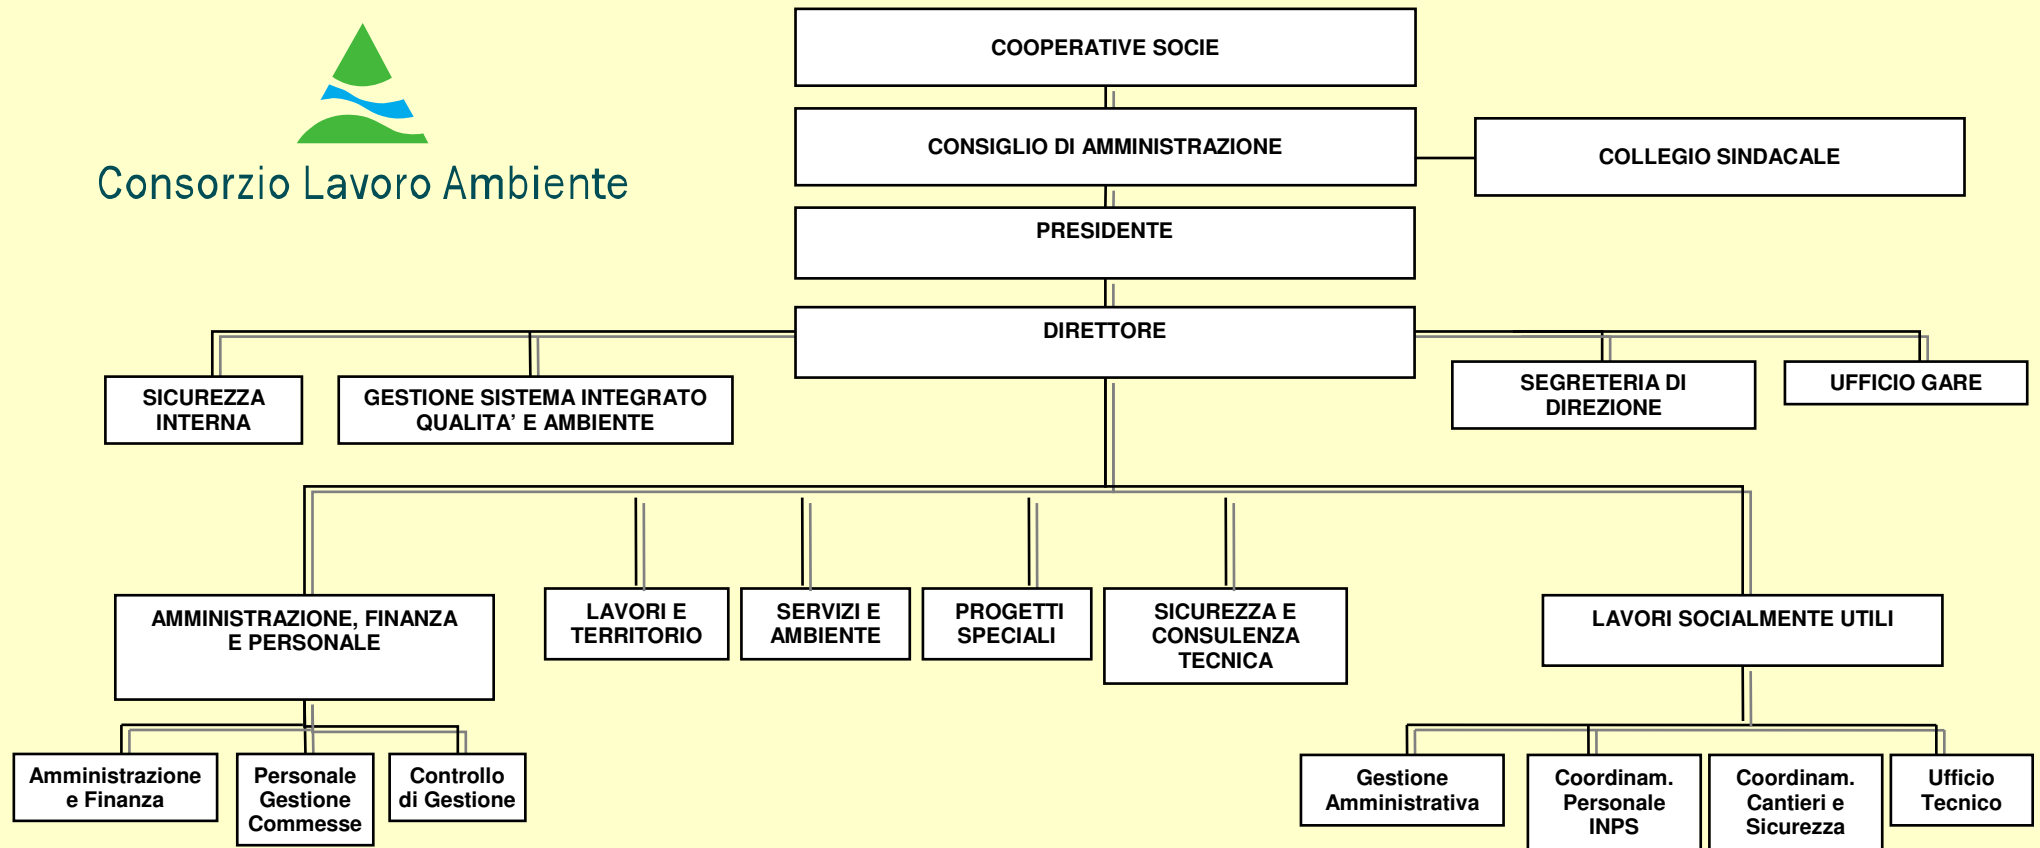 COOPERATIVE SOCIE
Consorzio Lavoro Ambiente
CONSIGLIO DI AMMINISTRAZIONE
COLLEGIO SINDACALE
PRESIDENTE
DIRETTORE
SICUREZZA
INTERNA
GESTIONE SISTEMA INTEGRATO
QUALITA’ E AMBIENTE
SEGRETERIA DI
DIREZIONE
UFFICIO GARE
AMMINISTRAZIONE, FINANZA
E PERSONALE
LAVORI E
TERRITORIO
SERVIZI E
AMBIENTE
PROGETTI
SPECIALI
SICUREZZA E
CONSULENZA
TECNICA
LAVORI SOCIALMENTE UTILI
Amministrazione
e Finanza
Personale
Gestione
Commesse
Controllo
di Gestione
Gestione
Amministrativa
Coordinam.
Personale
INPS
Coordinam.
Cantieri e
Sicurezza
Ufficio
Tecnico